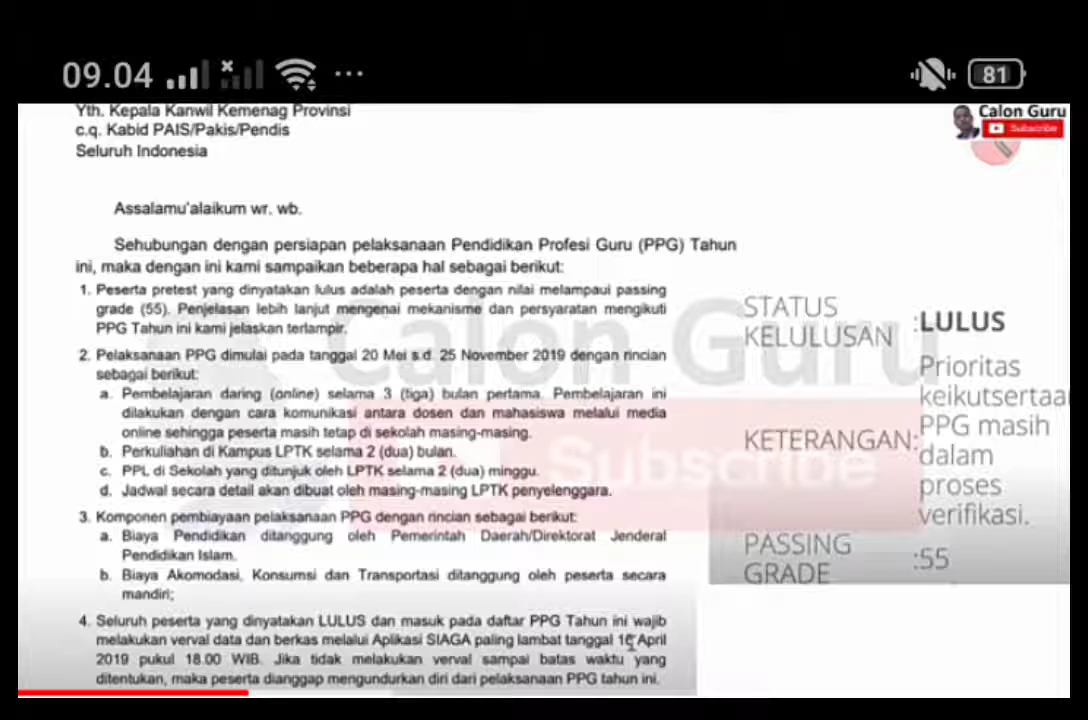 09.04
81
Yth. Kepala Kanwil Kemenag Provinsi
c.q. Kabid PAIS/Pakis/Pendis
Seluruh Indonesia
Calon Guru
Subscribe
Assalamu'alaikum wr. wb.
Sehubungan dengan persiapan pelaksanaan Pendidikan Profesi Guru (PPG) Tahun
ini, maka dengan ini kami sampaikan beberapa hal sebagai berikut:
1. Peserta pretest yang dinyatakan lulus adalah peserta dengan nilai melampaui passing
grade (55). Penjelasan lebih lanjut mengenai mekanisme dan persyaratan mengikuti
PPG Tahun ini kami jelaskan terlampir.
2. Pelaksanaan PPG dimulai pada tanggal 20 Mei s.d. 25 November 2019 dengan rincian
sebagai berikut:
a. Pembelajaran daring (online) selama 3 (tiga) bulan pertama. Pembelajaran ini
dilakukan dengan cara komunikasi antara dosen dan mahasiswa melalui media
online sehingga peserta masih tetap di sekolah masing-masing.
b. Perkuliahan di Kampus LPTK selama 2 (dua) bulan.
c. PPL di Sekolah yang ditunjuk oleh LPTK selama 2 (dua) minggu.
d. Jadwal secara detail akan dibuat oleh masing-masing LPTK penyelenggara.
3. Komponen pembiayaan pelaksanaan PPG dengan rincian sebagai berikut:
a. Biaya Pendidikan ditanggung oleh Pemerintah Daerah/Direktorat Jenderal
Pendidikan Islam.
b. Biaya Akomodasi, Konsumsi dan Transportasi ditanggung oleh peserta secara
mandiri;
4. Seluruh peserta yang dinyatakan LULUS dan masuk pada daftar PPG Tahun ini wajib
melakukan verval data dan berkas melalui Aplikasi SIAGA paling lambat tanggal April
2019 pukul 18.00 WIB. Jika tidak melakukan verval sampai batas waktu yang
ditentukan, maka peserta dianggap mengundurkan diri dari pelaksanaan PPG tahun ini.
Calon Guru
Subscribe
STATUS
KELULUSAN :LULUS
KETERANGAN: Prioritas
keikutsertaa
PPG masih
dalam
proses
verifikasi.
PASSING
GRADE :55